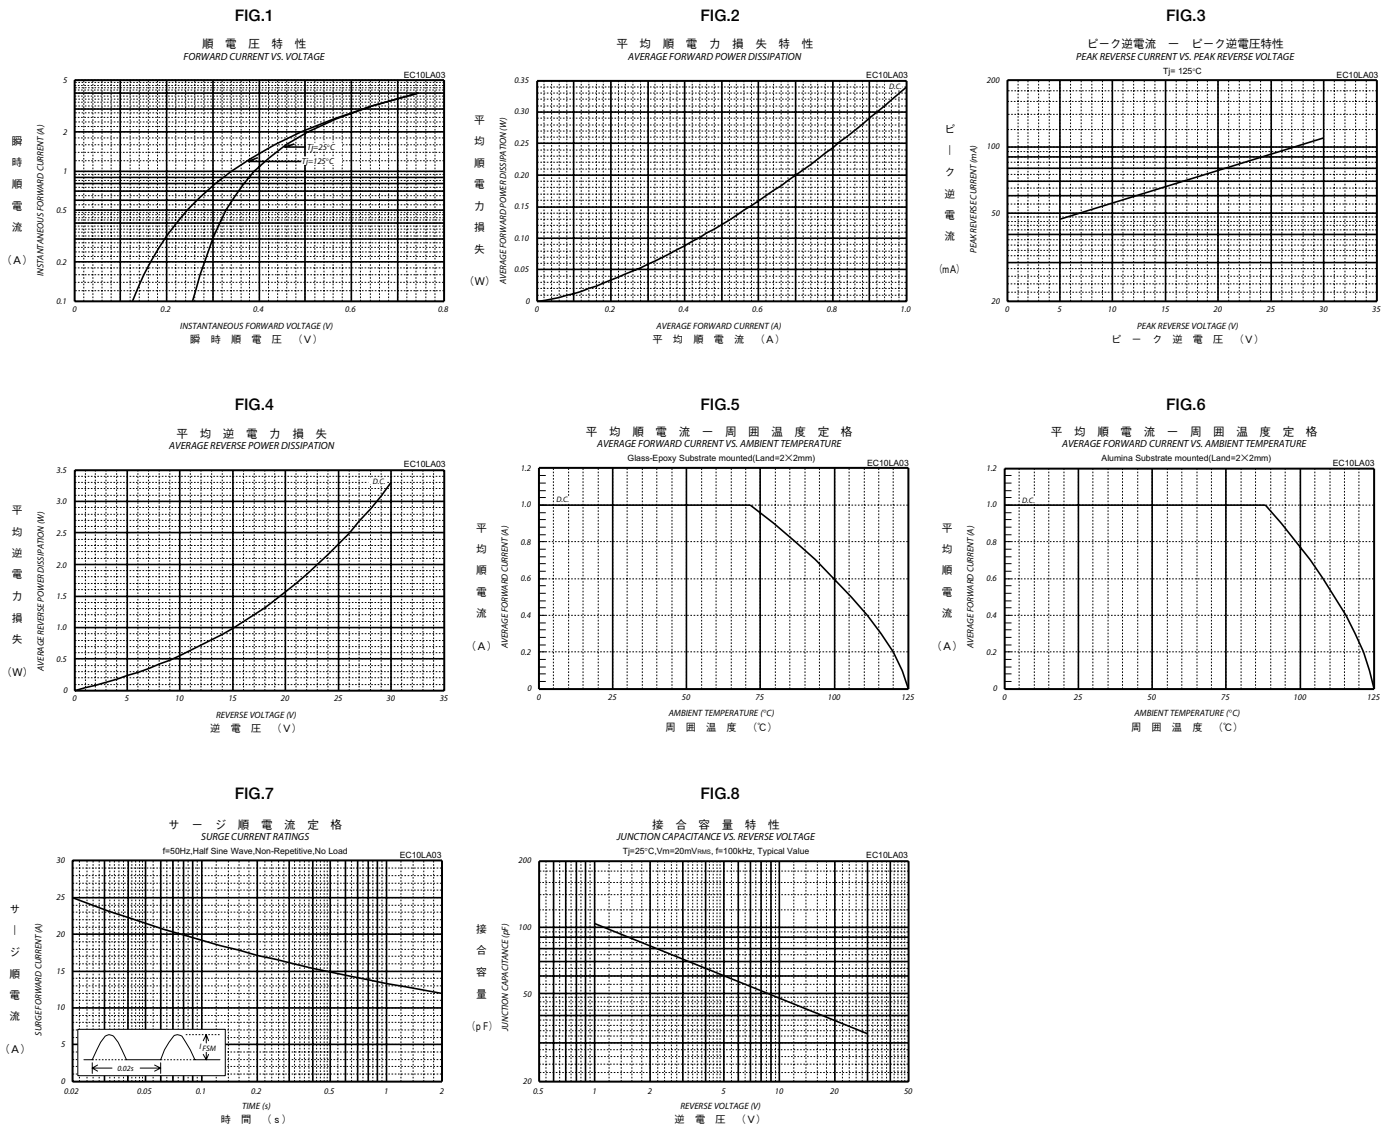 FIG.1
順電圧特性
FORWARD CURRENT VS. VOLTAGE
EC10LA03
5
2
1
0.5
0.2
0.1
Tj=25°C
Tj=125°C
0
0.2
0.4
0.6
0.8
瞬時順電流 (A)
INSTANTANEOUS FORWARD CURRENT (A)
INSTANTANEOUS FORWARD VOLTAGE (V)
瞬時順電圧 (V)
FIG.2
平均順電力損失特性
AVERAGE FORWARD POWER DISSIPATION
EC10LA03
0.35
0.30
0.25
0.20
0.15
0.10
0.05
0
D.C.
0
0.2
0.4
0.6
0.8
1.0
平均順電力損失 (W)
AVERAGE FORWARD POWER DISSIPATION (W)
AVERAGE FORWARD CURRENT (A)
平均順電流 (A)
FIG.3
ピーク逆電流 ー ピーク逆電圧特性
PEAK REVERSE CURRENT VS. PEAK REVERSE VOLTAGE
Tj= 125°C
EC10LA03
200
100
50
20
0
5
10
15
20
25
30
35
ピーク逆電流 (mA)
PEAK REVERSE CURRENT (mA)
PEAK REVERSE VOLTAGE (V)
ピーク逆電圧 (V)
FIG.4
平均逆電力損失
AVERAGE REVERSE POWER DISSIPATION
EC10LA03
3.5
3.0
2.5
2.0
1.5
1.0
0.5
0
D.C.
0
5
10
15
20
25
30
35
平均逆電力損失 (W)
AVERAGE REVERSE POWER DISSIPATION (W)
REVERSE VOLTAGE (V)
逆電圧 (V)
FIG.5
平均順電流ー周囲温度定格
AVERAGE FORWARD CURRENT VS. AMBIENT TEMPERATURE
Glass-Epoxy Substrate mounted(Land=2×2mm)
EC10LA03
1.2
1.0
0.8
0.6
0.4
0.2
0
D.C.
0
25
50
75
100
125
平均順電流 (A)
AVERAGE FORWARD CURRENT (A)
AMBIENT TEMPERATURE (°C)
周囲温度 (℃)
FIG.6
平均順電流ー周囲温度定格
AVERAGE FORWARD CURRENT VS. AMBIENT TEMPERATURE
Alumina Substrate mounted(Land=2×2mm)
EC10LA03
1.2
1.0
0.8
0.6
0.4
0.2
0
D.C.
0
25
50
75
100
125
平均順電流 (A)
AVERAGE FORWARD CURRENT (A)
AMBIENT TEMPERATURE (°C)
周囲温度 (℃)
FIG.7
サージ順電流定格
SURGE CURRENT RATINGS
f=50Hz,Half Sine Wave,Non-Repetitive,No Load
EC10LA03
30
25
20
15
10
5
0
IFSM
0.02s
0.02
0.05
0.1
0.2
0.5
1
2
サージ順電流 (A)
SURGE FORWARD CURRENT (A)
TIME (s)
時間 (s)
FIG.8
接合容量特性
JUNCTION CAPACITANCE VS. REVERSE VOLTAGE
Tj=25°C,Vm=20mVRMS, f=100kHz, Typical Value
EC10LA03
200
100
50
20
0.5
1
2
5
10
20
50
接合容量 (pF)
JUNCTION CAPACITANCE (pF)
REVERSE VOLTAGE (V)
逆電圧 (V)